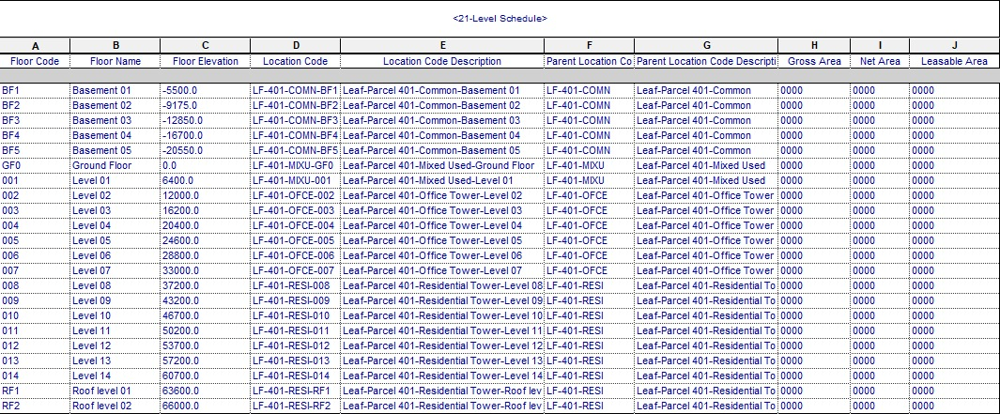 <21-Level Schedule>
A B C D E F G H I J
Floor Code Floor Name Floor Elevation Location Code Location Code Description Parent Location Co Parent Location Code Descripti Gross Area Net Area Leasable Area
BF1 Basement 01 -5500.0 LF-401-COMN-BF1 Leaf-Parcel 401-Common-Basement 01 LF-401-COMN Leaf-Parcel 401-Common 0000 0000 0000
BF2 Basement 02 -9175.0 LF-401-COMN-BF2 Leaf-Parcel 401-Common-Basement 02 LF-401-COMN Leaf-Parcel 401-Common 0000 0000 0000
BF3 Basement 03 -12850.0 LF-401-COMN-BF3 Leaf-Parcel 401-Common-Basement 03 LF-401-COMN Leaf-Parcel 401-Common 0000 0000 0000
BF4 Basement 04 -16700.0 LF-401-COMN-BF4 Leaf-Parcel 401-Common-Basement 04 LF-401-COMN Leaf-Parcel 401-Common 0000 0000 0000
BF5 Basement 05 -20550.0 LF-401-COMN-BF5 Leaf-Parcel 401-Common-Basement 05 LF-401-COMN Leaf-Parcel 401-Common 0000 0000 0000
GF0 Ground Floor 0.0 LF-401-MIXU-GF0 Leaf-Parcel 401-Mixed Used-Ground Floor LF-401-MIXU Leaf-Parcel 401-Mixed Used 0000 0000 0000
001 Level 01 6400.0 LF-401-MIXU-001 Leaf-Parcel 401-Mixed Used-Level 01 LF-401-MIXU Leaf-Parcel 401-Mixed Used 0000 0000 0000
002 Level 02 12000.0 LF-401-OFCE-002 Leaf-Parcel 401-Office Tower-Level 02 LF-401-OFCE Leaf-Parcel 401-Office Tower 0000 0000 0000
003 Level 03 16200.0 LF-401-OFCE-003 Leaf-Parcel 401-Office Tower-Level 03 LF-401-OFCE Leaf-Parcel 401-Office Tower 0000 0000 0000
004 Level 04 20400.0 LF-401-OFCE-004 Leaf-Parcel 401-Office Tower-Level 04 LF-401-OFCE Leaf-Parcel 401-Office Tower 0000 0000 0000
005 Level 05 24600.0 LF-401-OFCE-005 Leaf-Parcel 401-Office Tower-Level 05 LF-401-OFCE Leaf-Parcel 401-Office Tower 0000 0000 0000
006 Level 06 28800.0 LF-401-OFCE-006 Leaf-Parcel 401-Office Tower-Level 06 LF-401-OFCE Leaf-Parcel 401-Office Tower 0000 0000 0000
007 Level 07 33000.0 LF-401-OFCE-007 Leaf-Parcel 401-Office Tower-Level 07 LF-401-OFCE Leaf-Parcel 401-Office Tower 0000 0000 0000
008 Level 08 37200.0 LF-401-RESI-008 Leaf-Parcel 401-Residential Tower-Level 08 LF-401-RESI Leaf-Parcel 401-Residential To 0000 0000 0000
009 Level 09 43200.0 LF-401-RESI-009 Leaf-Parcel 401-Residential Tower-Level 09 LF-401-RESI Leaf-Parcel 401-Residential To 0000 0000 0000
010 Level 10 46700.0 LF-401-RESI-010 Leaf-Parcel 401-Residential Tower-Level 10 LF-401-RESI Leaf-Parcel 401-Residential To 0000 0000 0000
011 Level 11 50200.0 LF-401-RESI-011 Leaf-Parcel 401-Residential Tower-Level 11 LF-401-RESI Leaf-Parcel 401-Residential To 0000 0000 0000
012 Level 12 53700.0 LF-401-RESI-012 Leaf-Parcel 401-Residential Tower-Level 12 LF-401-RESI Leaf-Parcel 401-Residential To 0000 0000 0000
013 Level 13 57200.0 LF-401-RESI-013 Leaf-Parcel 401-Residential Tower-Level 13 LF-401-RESI Leaf-Parcel 401-Residential To 0000 0000 0000
014 Level 14 60700.0 LF-401-RESI-014 Leaf-Parcel 401-Residential Tower-Level 14 LF-401-RESI Leaf-Parcel 401-Residential To 0000 0000 0000
RF1 Roof level 01 63600.0 LF-401-RESI-RF1 Leaf-Parcel 401-Residential Tower-Roof lev LF-401-RESI Leaf-Parcel 401-Residential To 0000 0000 0000
RF2 Roof level 02 66000.0 LF-401-RESI-RF2 Leaf-Parcel 401-Residential Tower-Roof lev LF-401-RESI Leaf-Parcel 401-Residential To 0000 0000 0000